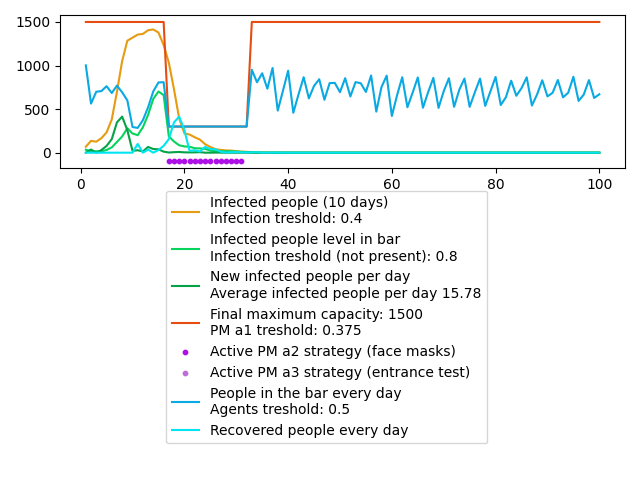 1500
1000
500
0
0
20
40
60
80
100
Infected people (10 days)
Infection treshold: 0.4
Infected people level in bar
Infection treshold (not present): 0.8
New infected people per day
Average infected people per day 15.78
Final maximum capacity: 1500
PM a1 treshold: 0.375
Active PM a2 strategy (face masks)
Active PM a3 strategy (entrance test)
People in the bar every day
Agents treshold: 0.5
Recovered people every day